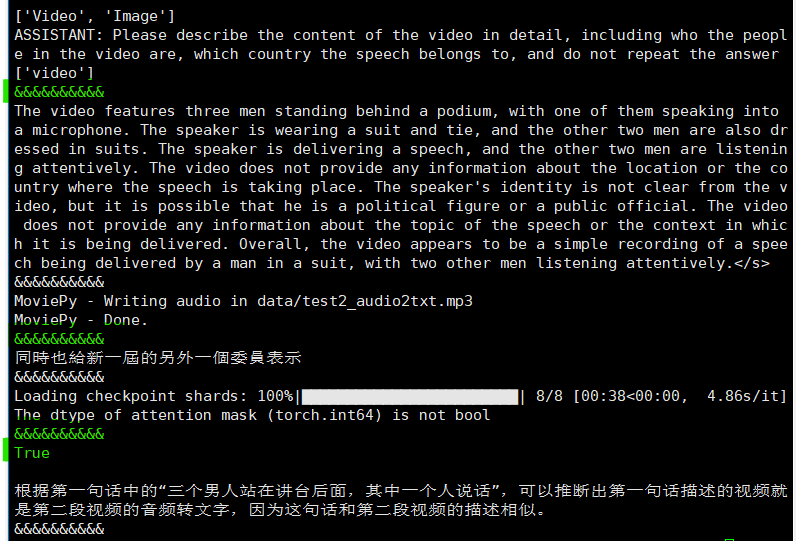 ['Video', 'Image']
ASSISTANT: Please describe the content of the video in detail, including who the peopl
e in the video are, which country the speech belongs to, and do not repeat the answer
['video']
&&&&&&&&&&
The video features three men standing behind a podium, with one of them speaking into
a microphone. The speaker is wearing a suit and tie, and the other two men are also dr
essed in suits. The speaker is delivering a speech, and the other two men are listenin
g attentively. The video does not provide any information about the location or the co
untry where the speech is taking place. The speaker's identity is not clear from the v
ideo, but it is possible that he is a political figure or a public official. The video
 does not provide any information about the topic of the speech or the context in whic
h it is being delivered. Overall, the video appears to be a simple recording of a spee
ch being delivered by a man in a suit, with two other men listening attentively.</s>
&&&&&&&&&&
MoviePy - Writing audio in data/test2_audio2txt.mp3
MoviePy - Done.
&&&&&&&&&&
同時也給新一屆的另外一個委員表示
&&&&&&&&&&
Loading checkpoint shards: 100%|██████████████████████████| 8/8 [00:38<00:00,  4.86s/it]
The dtype of attention mask (torch.int64) is not bool
&&&&&&&&&&
True
根据第一句话中的“三个男人站在讲台后面，其中一个人说话”，可以推断出第一句话描述的视频就
是第二段视频的音频转文字，因为这句话和第二段视频的描述相似。
&&&&&&&&&&